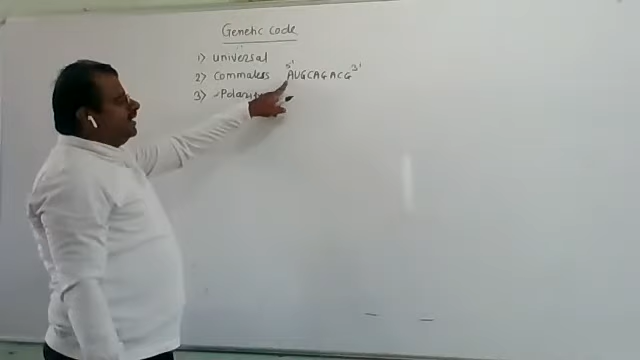 Genetic Code
1) universal
2) Commaless 5' AUGCAGACG 3'
3) Polarity